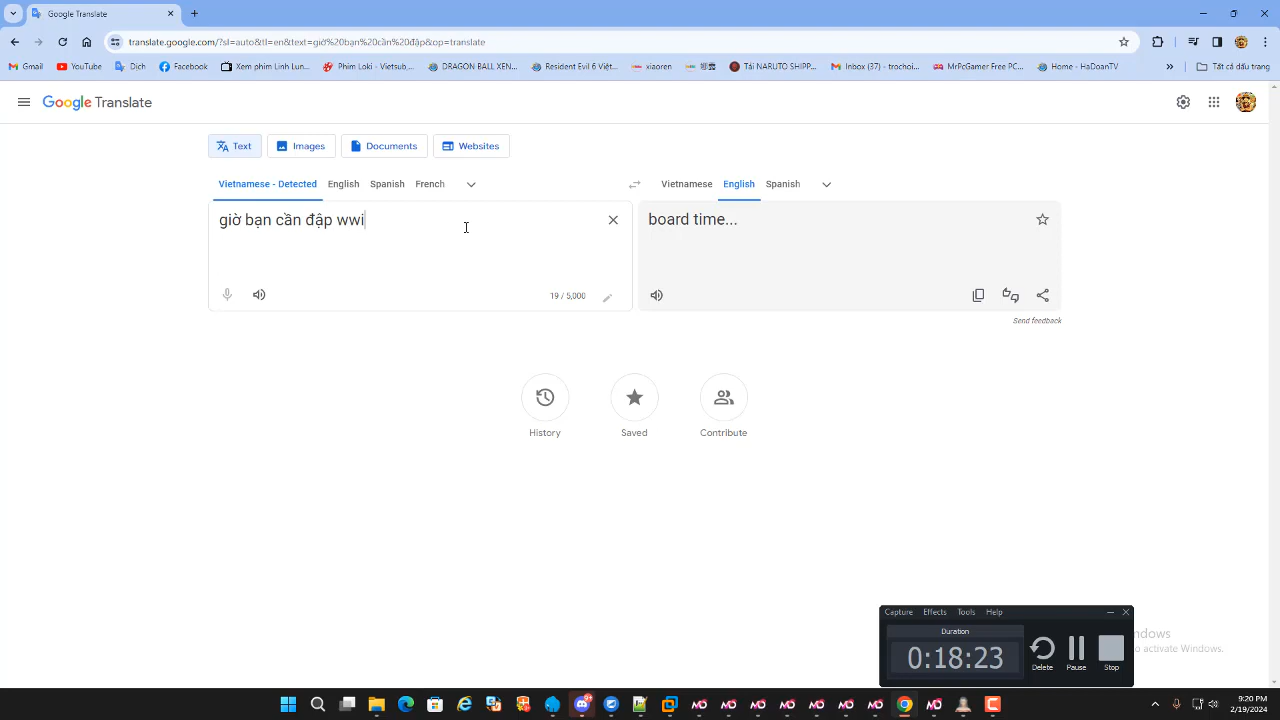 Google Translate
translate.google.com/?sl=auto&tl=en&text=giờ%20bạn%20cần%20đập&op=translate
Gmail YouTube Dịch Facebook Xem phim Linh Lun... Phim Loki - Vietsub,... DRAGON BALL XEN... Resident Evil 6 Việt... xiaoren Tải NARUTO SHIPP... Inbox (37) - trochoi... MrPcGamer Free PC... Home - HaDoanTV » Tất cả dấu trang
Google Translate
Text Images Documents Websites
Vietnamese - Detected English Spanish French Vietnamese English Spanish
giờ bạn cần đập wwi
board time...
19 / 5,000
Send feedback
History Saved Contribute
Capture Effects Tools Help
Duration
0:18:23
Delete Pause Stop
ndows
o activate Windows.
9:20 PM
2/19/2024